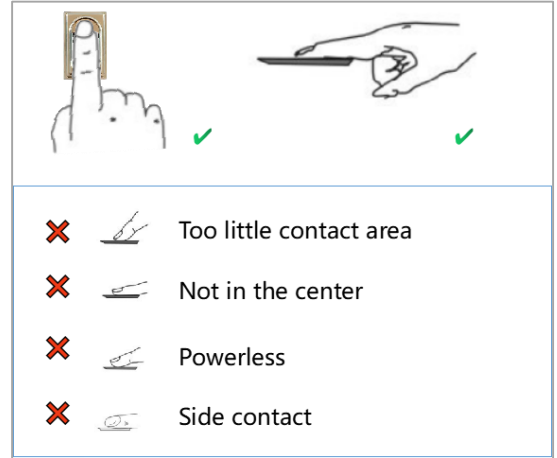 Too little contact area
Not in the center
Powerless
Side contact